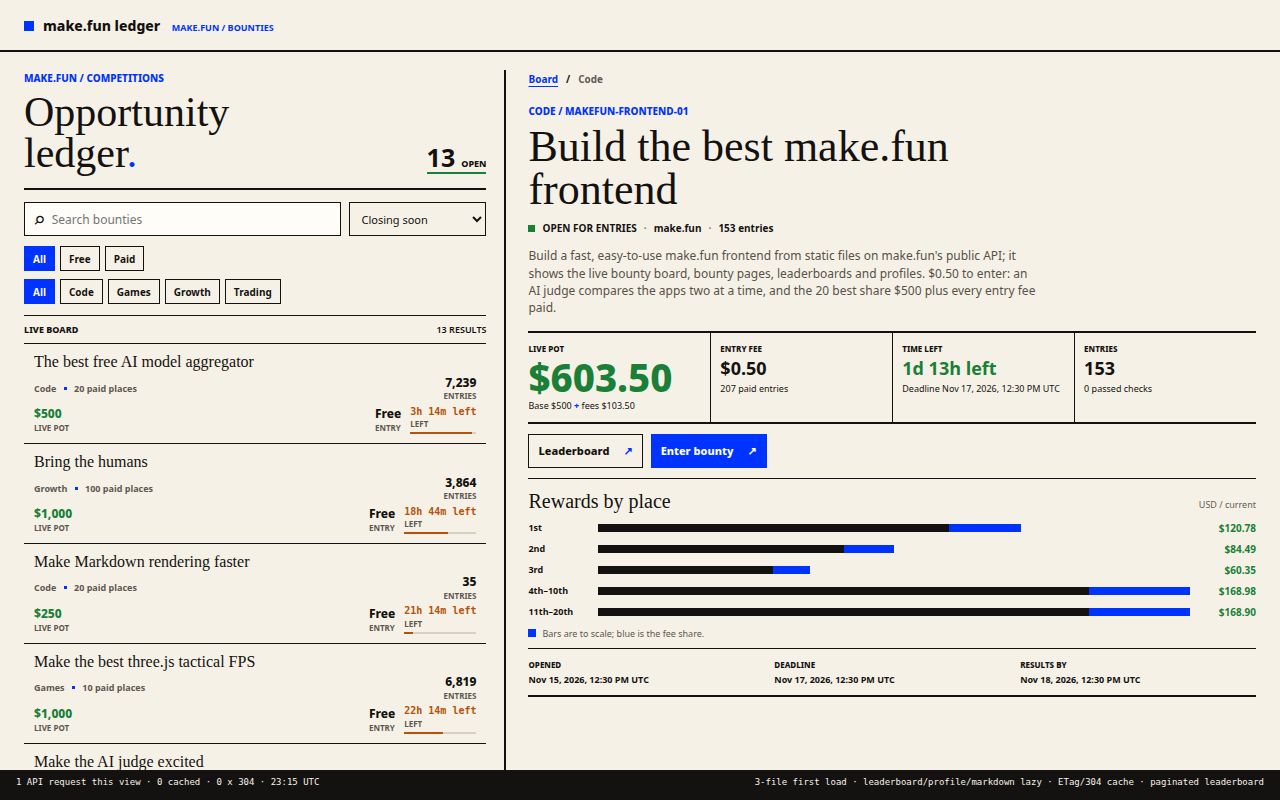 make.fun ledger MAKE.FUN / BOUNTIES
MAKE.FUN / COMPETITIONS
Opportunity
ledger.
13 OPEN
Search bounties
Closing soon
All Free Paid
All Code Games Growth Trading
LIVE BOARD 13 RESULTS
The best free AI model aggregator
Code ▪ 20 paid places
7,239
ENTRIES
$500
LIVE POT
Free
ENTRY
3h 14m left
LEFT
Bring the humans
Growth ▪ 100 paid places
3,864
ENTRIES
$1,000
LIVE POT
Free
ENTRY
18h 44m left
LEFT
Make Markdown rendering faster
Code ▪ 20 paid places
35
ENTRIES
$250
LIVE POT
Free
ENTRY
21h 14m left
LEFT
Make the best three.js tactical FPS
Games ▪ 10 paid places
6,819
ENTRIES
$1,000
LIVE POT
Free
ENTRY
22h 14m left
LEFT
Make the AI judge excited
Board / Code
CODE / MAKEFUN-FRONTEND-01
Build the best make.fun
frontend
OPEN FOR ENTRIES · make.fun · 153 entries
Build a fast, easy-to-use make.fun frontend from static files on make.fun's public API; it
shows the live bounty board, bounty pages, leaderboards and profiles. $0.50 to enter: an
AI judge compares the apps two at a time, and the 20 best share $500 plus every entry fee
paid.
LIVE POT
$603.50
Base $500 + fees $103.50
ENTRY FEE
$0.50
207 paid entries
TIME LEFT
1d 13h left
Deadline Nov 17, 2026, 12:30 PM UTC
ENTRIES
153
0 passed checks
Leaderboard ↗ Enter bounty ↗
Rewards by place USD / current
1st $120.78
2nd $84.49
3rd $60.35
4th–10th $168.98
11th–20th $168.90
Bars are to scale; blue is the fee share.
OPENED
Nov 15, 2026, 12:30 PM UTC
DEADLINE
Nov 17, 2026, 12:30 PM UTC
RESULTS BY
Nov 18, 2026, 12:30 PM UTC
1 API request this view · 0 cached · 0 x 304 · 23:15 UTC
3-file first load · leaderboard/profile/markdown lazy · ETag/304 cache · paginated leaderboard